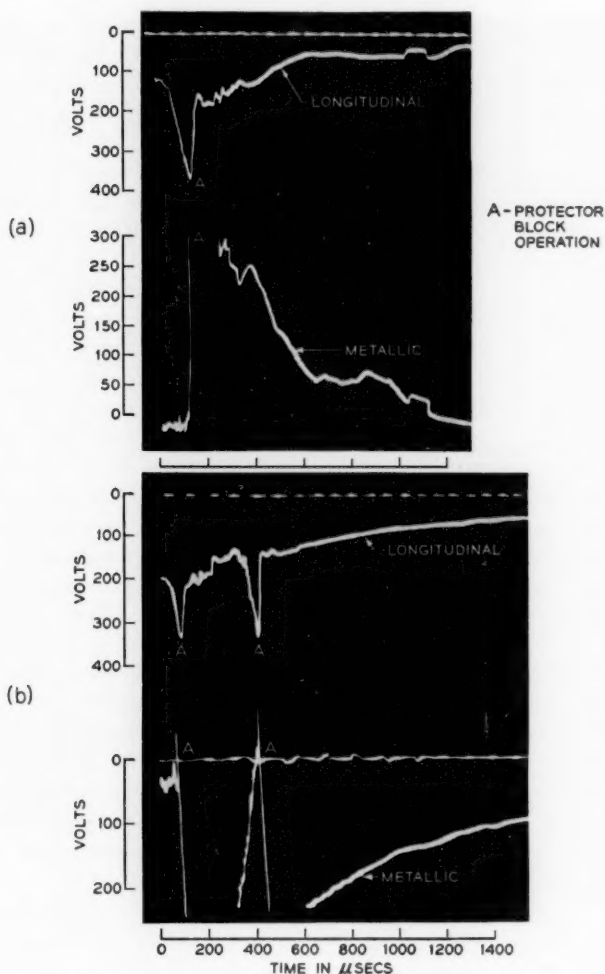 (a)
VOLTS
0
100
200
300
400
LONGITUDINAL
A
A - PROTECTOR
BLOCK
OPERATION
VOLTS
300
250
200
150
100
50
0
A
METALLIC
(b)
VOLTS
0
100
200
300
400
LONGITUDINAL
A
A
VOLTS
0
100
200
A
A
METALLIC
0 200 400 600 800 1000 1200 1400
TIME IN μSECS